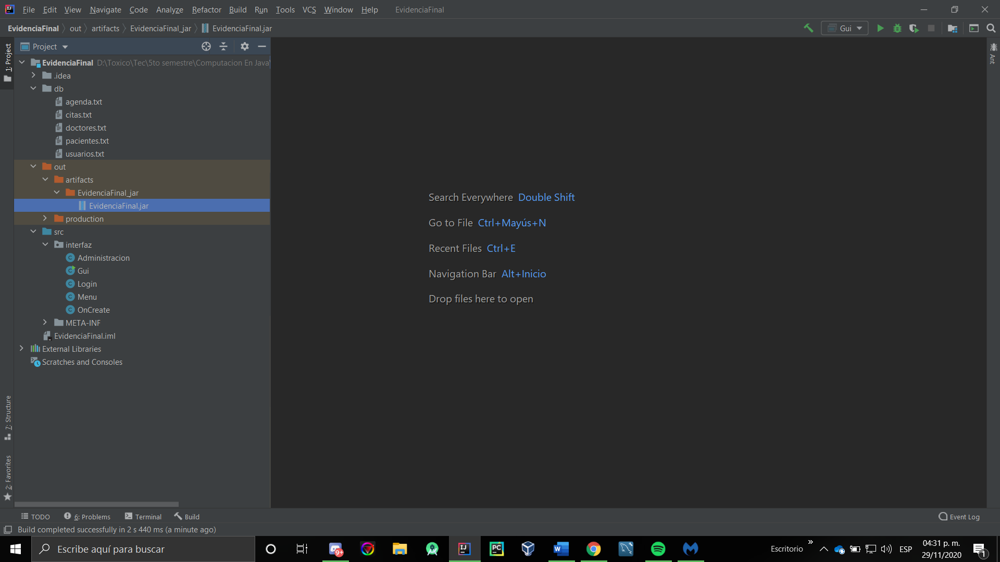 File Edit View Navigate Code Analyze Refactor Build Run Tools VCS Window Help EvidenciaFinal
EvidenciaFinal out artifacts EvidenciaFinal_jar EvidenciaFinal.jar Gui
1: Project
Project
EvidenciaFinal D:\Toxico\Tec\5to semestre\Computacion En Java\
.idea
db
agenda.txt
citas.txt
doctores.txt
pacientes.txt
usuarios.txt
out
artifacts
EvidenciaFinal_jar
EvidenciaFinal.jar
production
src
interfaz
Administracion
Gui
Login
Menu
OnCreate
META-INF
EvidenciaFinal.iml
External Libraries
Scratches and Consoles
7: Structure
2: Favorites
Search Everywhere Double Shift
Go to File Ctrl+Mayús+N
Recent Files Ctrl+E
Navigation Bar Alt+Inicio
Drop files here to open
Ant
TODO 6: Problems Terminal Build Event Log
Build completed successfully in 2 s 440 ms (a minute ago)
Escribe aquí para buscar 9+ IJ PC W Escritorio ESP 04:31 p. m.
29/11/2020 1